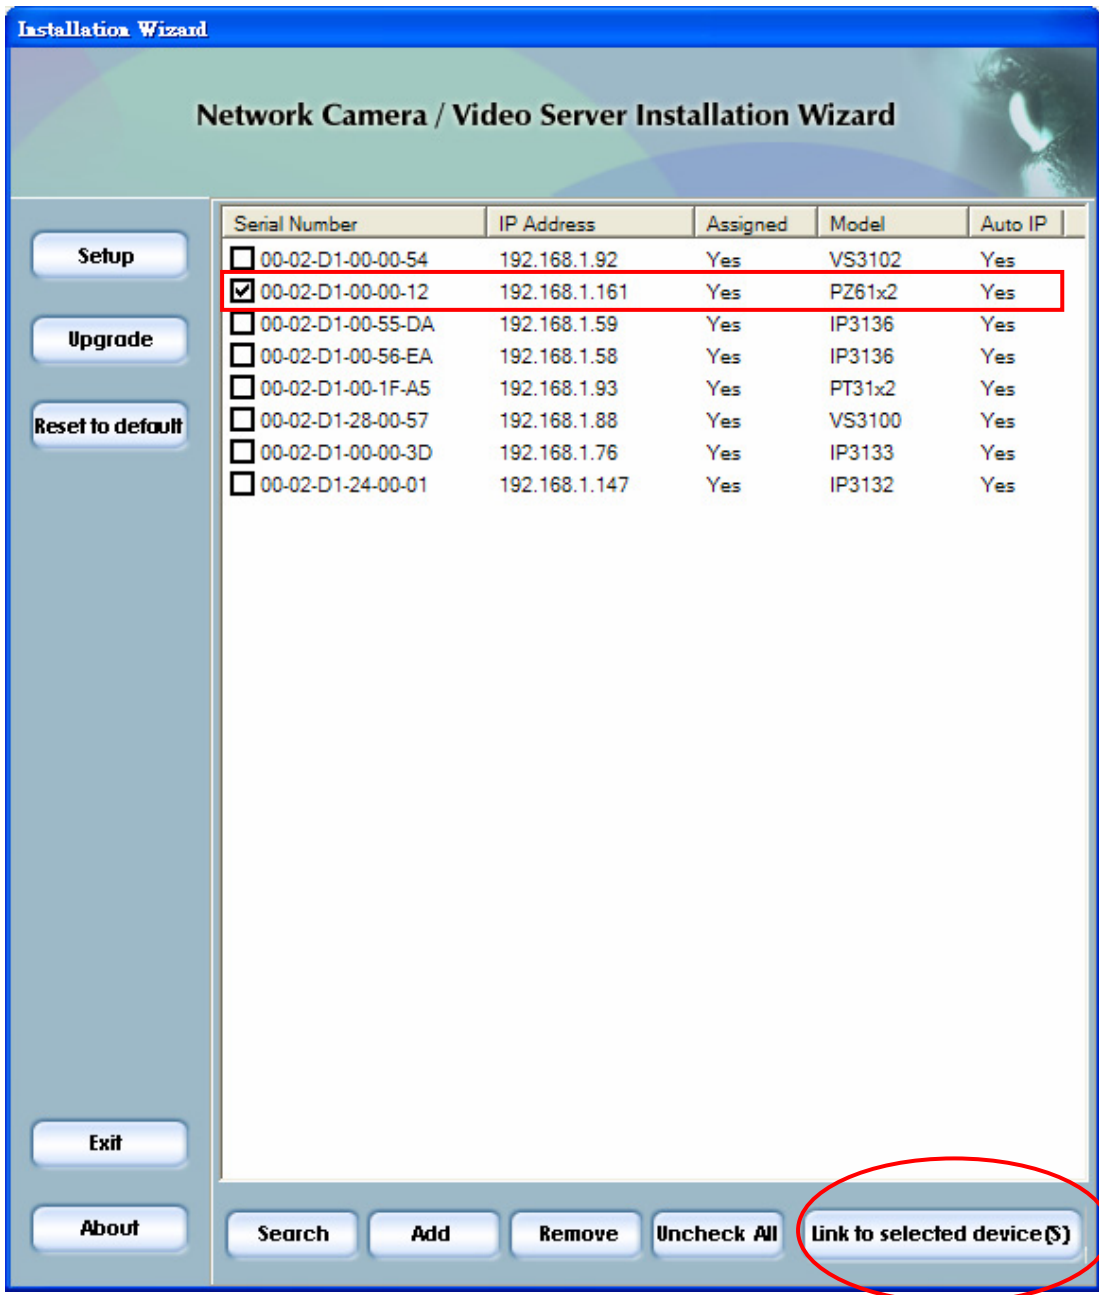 Installation Wizard
Network Camera / Video Server Installation Wizard
Setup
Upgrade
Reset to default
Exit
About
Serial Number IP Address Assigned Model Auto IP
00-02-D1-00-00-54 192.168.1.92 Yes VS3102 Yes
00-02-D1-00-00-12 192.168.1.161 Yes PZ61x2 Yes
00-02-D1-00-55-DA 192.168.1.59 Yes IP3136 Yes
00-02-D1-00-56-EA 192.168.1.58 Yes IP3136 Yes
00-02-D1-00-1F-A5 192.168.1.93 Yes PT31x2 Yes
00-02-D1-28-00-57 192.168.1.88 Yes VS3100 Yes
00-02-D1-00-00-3D 192.168.1.76 Yes IP3133 Yes
00-02-D1-24-00-01 192.168.1.147 Yes IP3132 Yes
Search Add Remove Uncheck All Link to selected device(S)